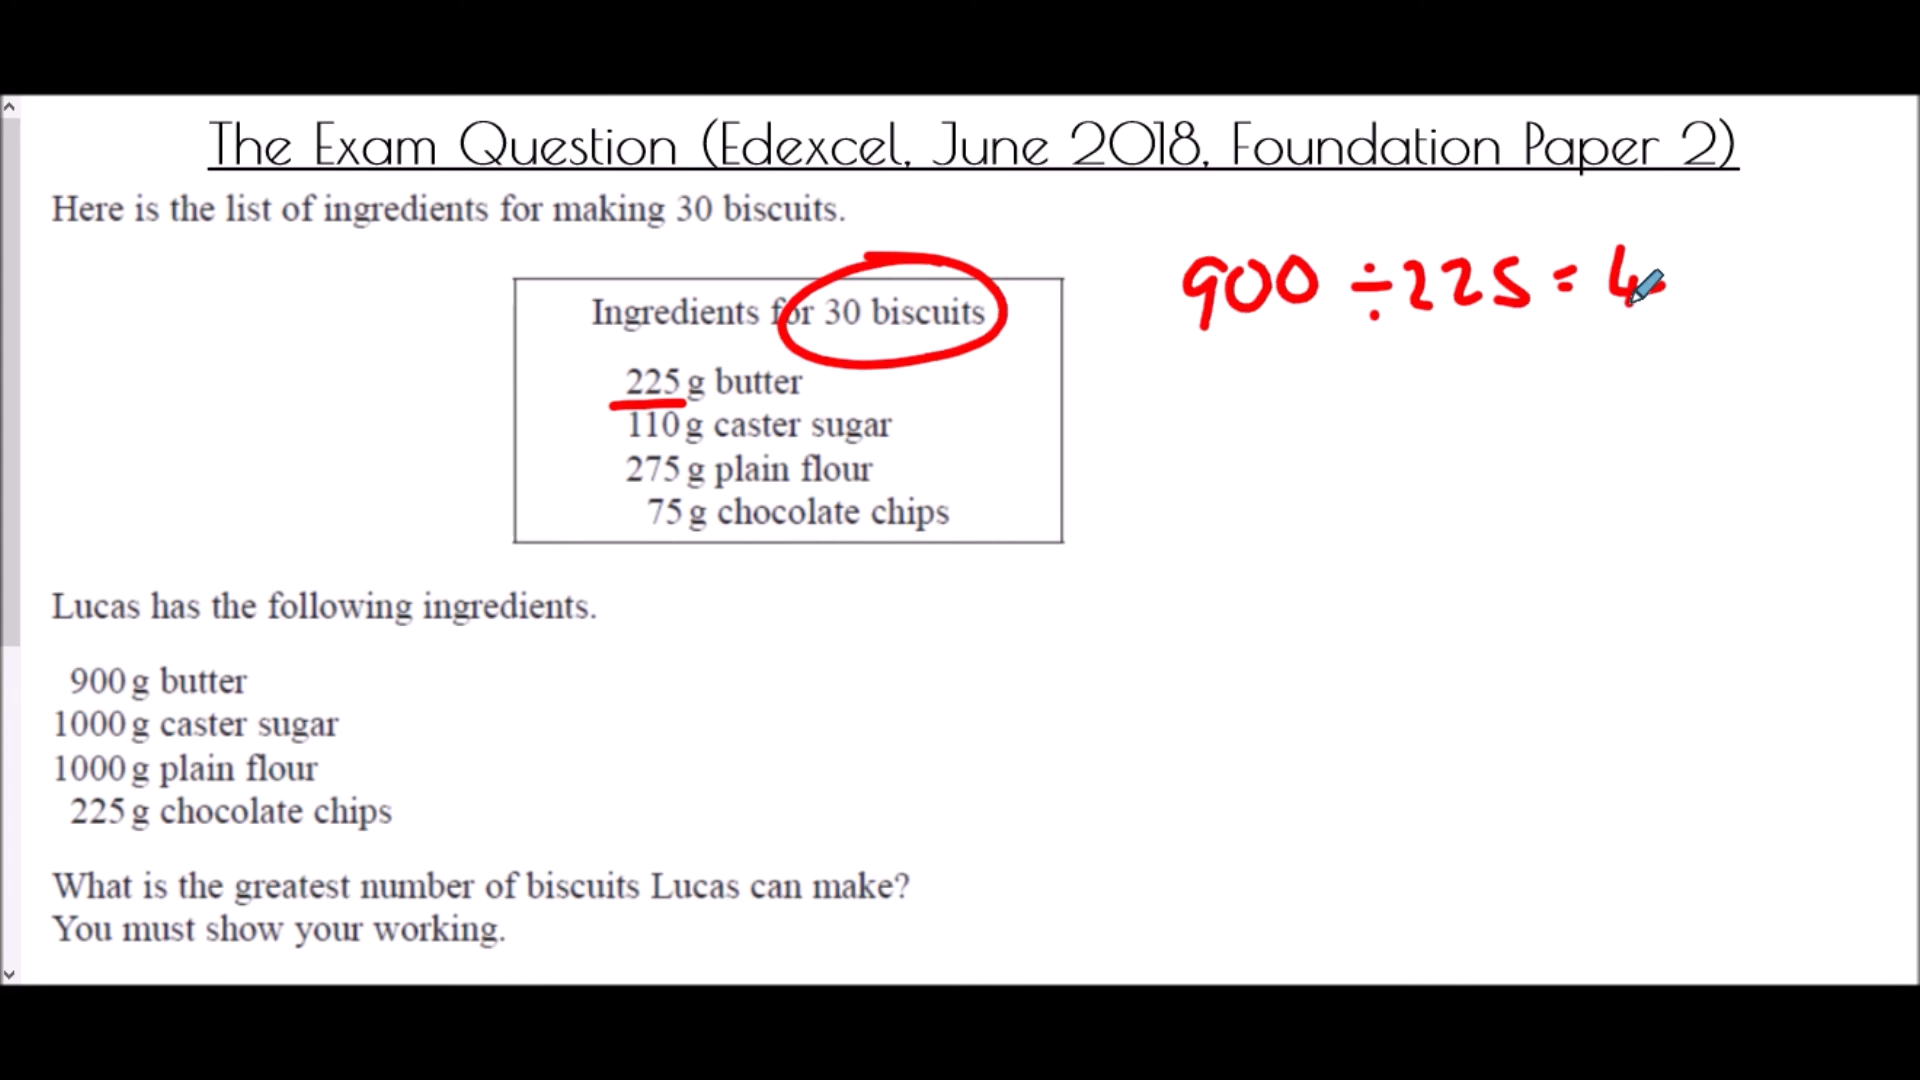 The Exam Question (Edexcel, June 2018, Foundation Paper 2)
Here is the list of ingredients for making 30 biscuits.
900 ÷ 225 = 4
Ingredients for 30 biscuits
225 g butter
110 g caster sugar
275 g plain flour
75 g chocolate chips
Lucas has the following ingredients.
900 g butter
1000 g caster sugar
1000 g plain flour
225 g chocolate chips
What is the greatest number of biscuits Lucas can make?
You must show your working.